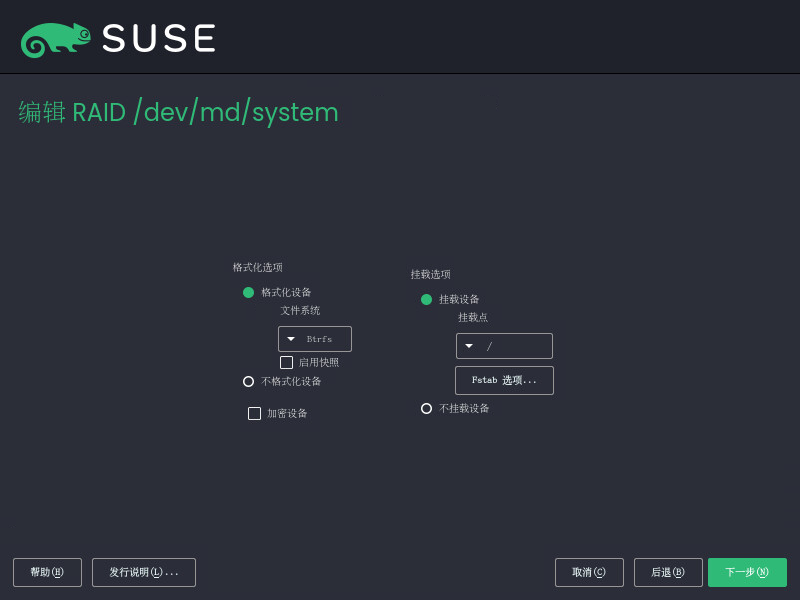 SUSE
编辑 RAID /dev/md/system
格式化选项
格式化设备
文件系统
Btrfs
启用快照
不格式化设备
加密设备
挂载选项
挂载设备
挂载点
/
Fstab 选项...
不挂载设备
帮助(H)
发行说明(L)...
取消(C)
后退(B)
下一步(N)